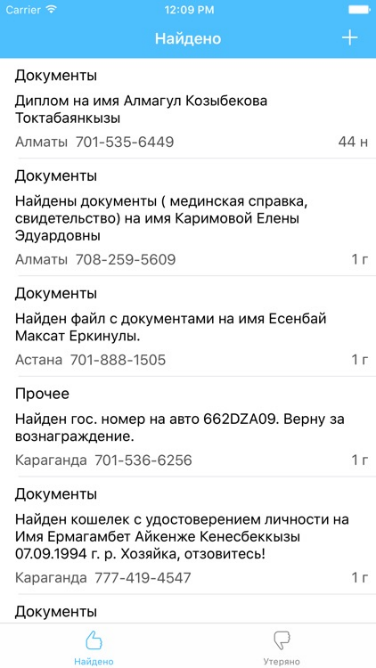 Carrier 12:09 PM
Найдено +
Документы
Диплом на имя Алмагул Козыбекова
Токтабаянкызы
Алматы 701-535-6449 44 н
Документы
Найдены документы ( мединская справка,
свидетельство) на имя Каримовой Елены
Эдуардовны
Алматы 708-259-5609 1 г
Документы
Найден файл с документами на имя Есенбай
Максат Еркинулы.
Астана 701-888-1505 1 г
Прочее
Найден гос. номер на авто 662DZA09. Верну за
вознаграждение.
Караганда 701-536-6256 1 г
Документы
Найден кошелек с удостоверением личности на
Имя Ермагамбет Айкенже Кенесбеккызы
07.09.1994 г. р. Хозяйка, отзовитесь!
Караганда 777-419-4547 1 г
Документы
Найдено Утеряно